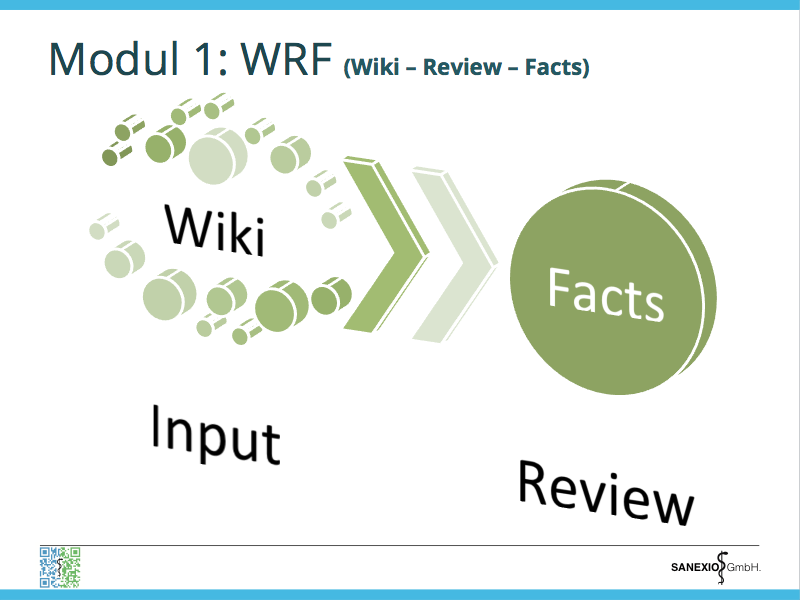 Modul 1: WRF (Wiki – Review – Facts)
Wiki
Facts
Input
Review
SANEXIO GmbH.